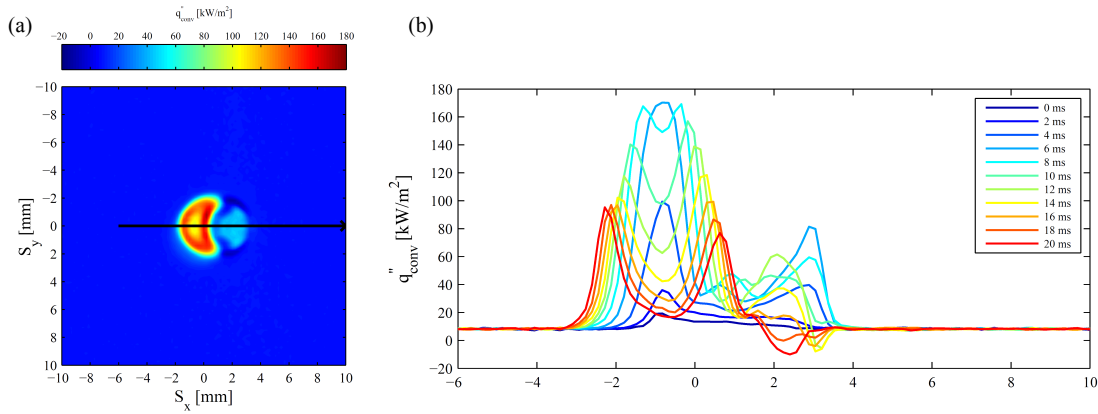 (a)
q"conv [kW/m²]
−20 0 20 40 60 80 100 120 140 160 180
−10
−8
−6
−4
−2
0
2
4
6
8
10
S_y [mm]
−10 −8 −6 −4 −2 0 2 4 6 8 10
S_x [mm]
(b)
180
160
140
120
100
80
60
40
20
0
−20
q"conv [kW/m²]
−6 −4 −2 0 2 4 6 8 10
0 ms
2 ms
4 ms
6 ms
8 ms
10 ms
12 ms
14 ms
16 ms
18 ms
20 ms